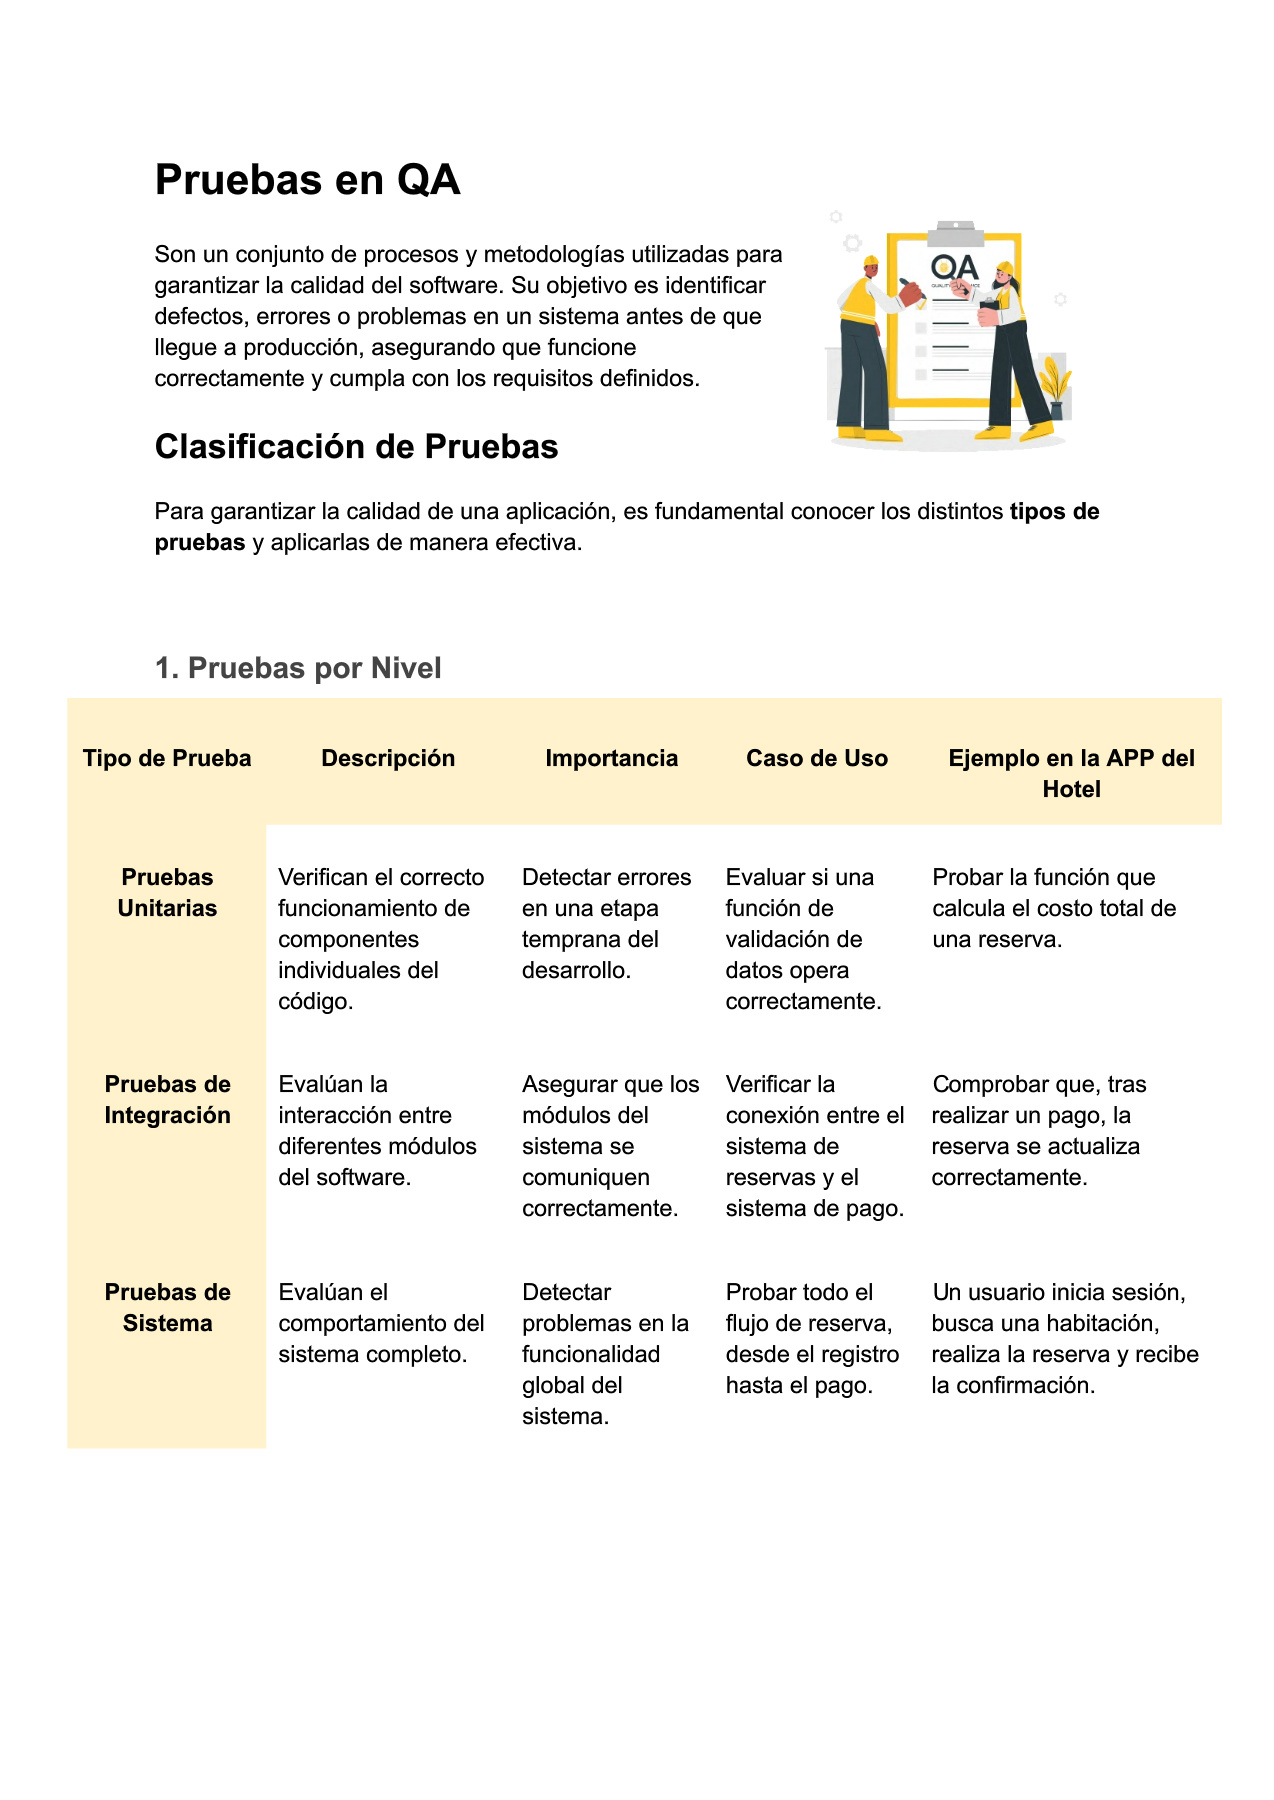 Pruebas en QA
Son un conjunto de procesos y metodologías utilizadas para
garantizar la calidad del software. Su objetivo es identificar
defectos, errores o problemas en un sistema antes de que
llegue a producción, asegurando que funcione
correctamente y cumpla con los requisitos definidos.
QA
Clasificación de Pruebas
Para garantizar la calidad de una aplicación, es fundamental conocer los distintos tipos de
pruebas y aplicarlas de manera efectiva.
1. Pruebas por Nivel
Tipo de Prueba
Descripción
Importancia
Caso de Uso
Ejemplo en la APP del
Hotel
Pruebas
Unitarias
Verifican el correcto
funcionamiento de
componentes
individuales del
código.
Detectar errores
en una etapa
temprana del
desarrollo.
Evaluar si una
función de
validación de
datos opera
correctamente.
Probar la función que
calcula el costo total de
una reserva.
Pruebas de
Integración
Evalúan la
interacción entre
diferentes módulos
del software.
Asegurar que los
módulos del
sistema se
comuniquen
correctamente.
Verificar la
conexión entre el
sistema de
reservas y el
sistema de pago.
Comprobar que, tras
realizar un pago, la
reserva se actualiza
correctamente.
Pruebas de
Sistema
Evalúan el
comportamiento del
sistema completo.
Detectar
problemas en la
funcionalidad
global del
sistema.
Probar todo el
flujo de reserva,
desde el registro
hasta el pago.
Un usuario inicia sesión,
busca una habitación,
realiza la reserva y recibe
la confirmación.